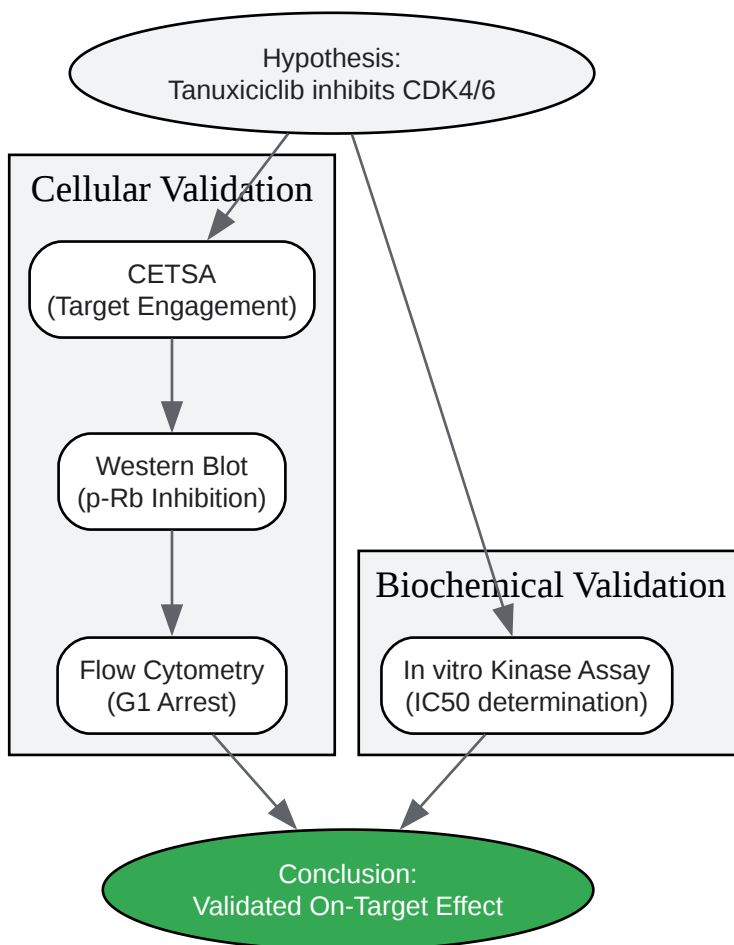 Hypothesis:
Tanuxiciclib inhibits CDK4/6
Cellular Validation
CETSA
(Target Engagement)
Western Blot
(p-Rb Inhibition)
Flow Cytometry
(G1 Arrest)
Biochemical Validation
In vitro Kinase Assay
(IC50 determination)
Conclusion:
Validated On-Target Effect